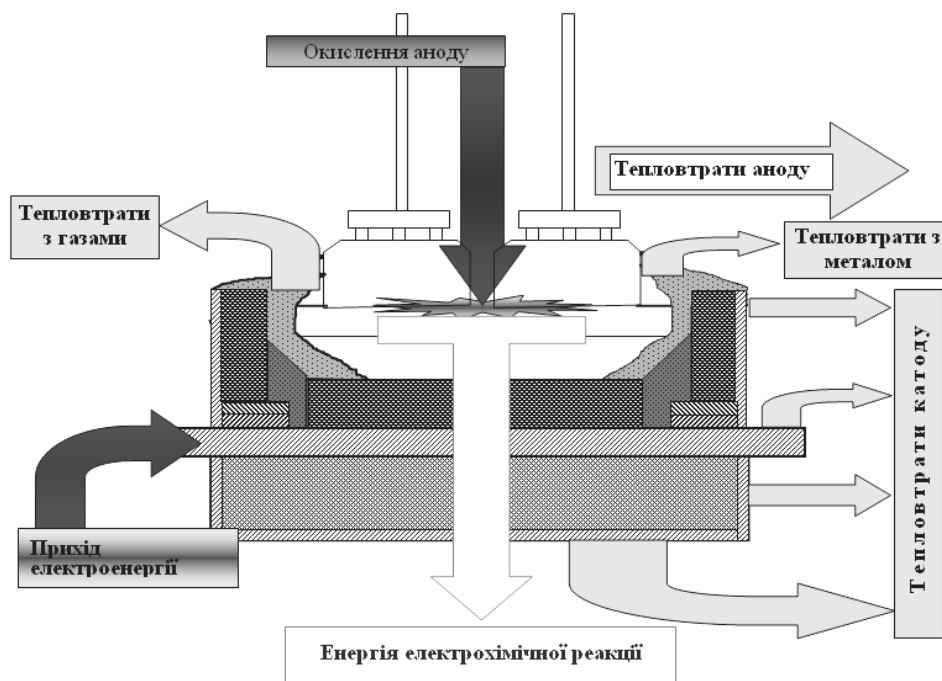 Окислення аноду
Тепловтрати аноду
Тепловтрати
з газами
Тепловтрати з
металом
Тепловтрати катоду
Прихід
електроенергії
Енергія електрохімічної реакції